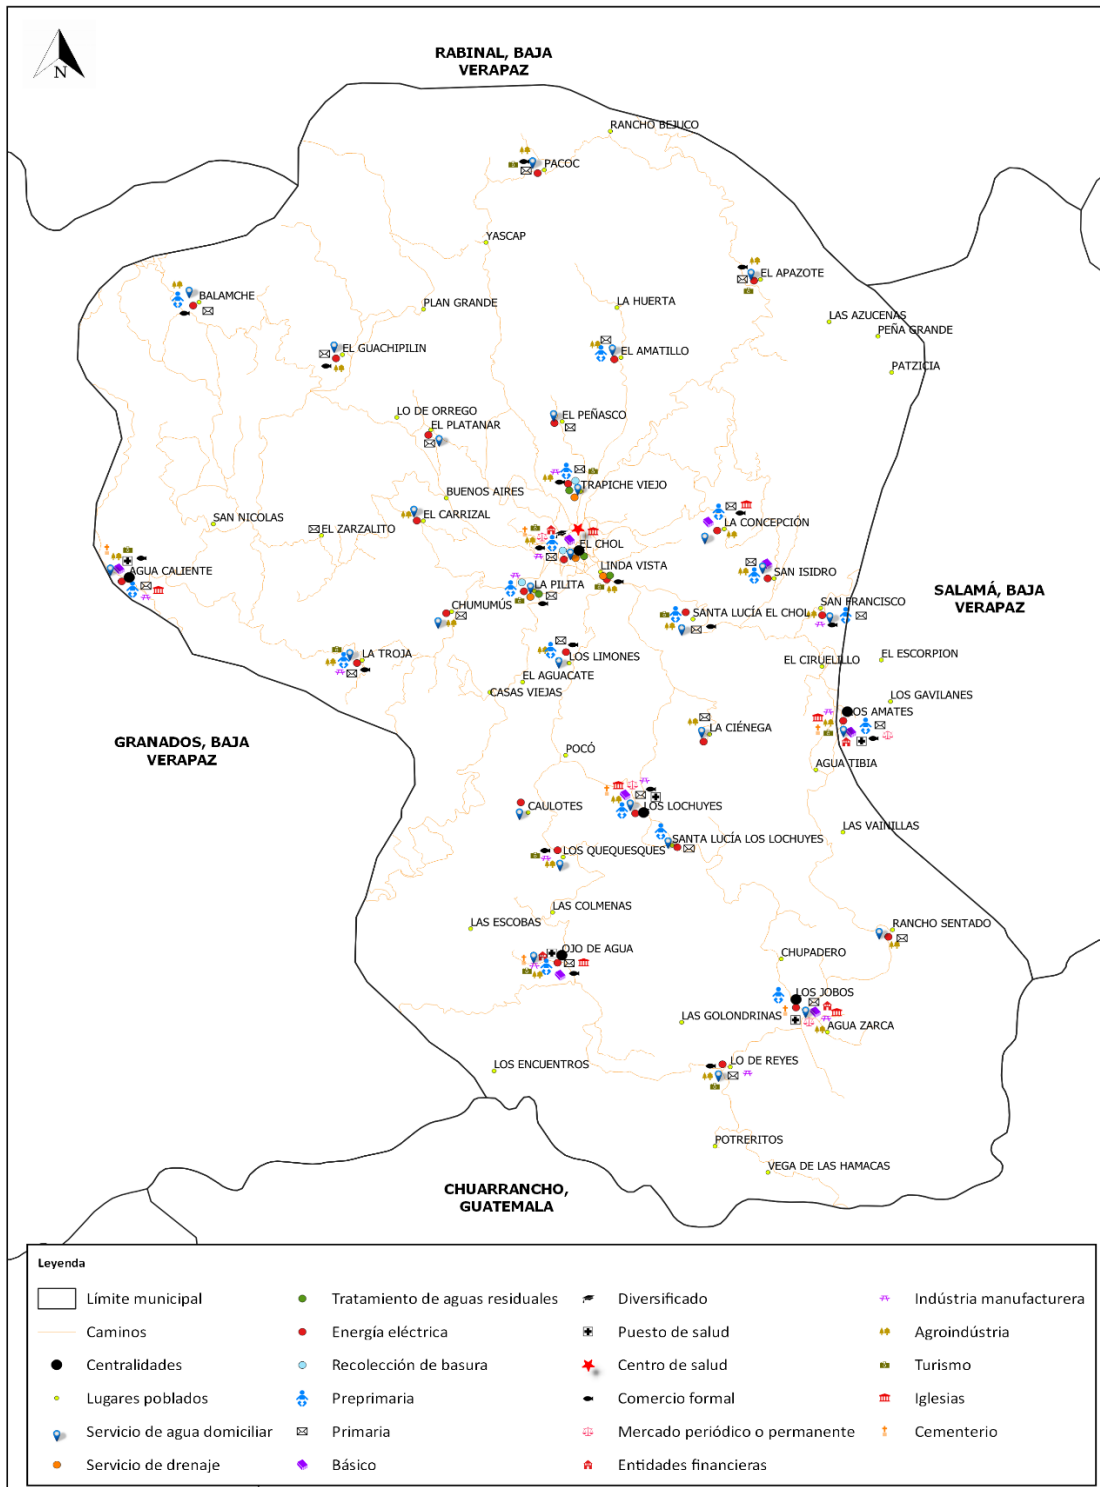 N
RABINAL, BAJA
VERAPAZ
RANCHO BEJUCO
PACOC
YASCAP
EL APAZOTE
BALAMCHE
PLAN GRANDE
LA HUERTA
LAS AZUCENAS
PEÑA GRANDE
EL GUACHIPILIN
EL AMATILLO
PATZICIA
LO DE ORREGO
EL PEÑASCO
EL PLATANAR
TRAPICHE VIEJO
BUENOS AIRES
SAN NICOLAS
EL ZARZALITO
EL CARRIZAL
LA CONCEPCIÓN
EL CHOL
AGUA CALIENTE
LINDA VISTA
SAN ISIDRO
LA PILITA
SALAMÁ, BAJA
VERAPAZ
CHUMUMÚS
SANTA LUCÍA EL CHOL
SAN FRANCISCO
LA TROJA
LOS LIMONES
EL CIRUELILLO
EL ESCORPION
EL AGUACATE
CASAS VIEJAS
LOS GAVILANES
LOS AMATES
GRANADOS, BAJA
VERAPAZ
LA CIÉNEGA
POCÓ
AGUA TIBIA
CAULOTES
LOS LOCHUYES
LAS VAINILLAS
SANTA LUCÍA LOS LOCHUYES
LOS QUEQUESQUES
LAS COLMENAS
LAS ESCOBAS
RANCHO SENTADO
OJO DE AGUA
CHUPADERO
LOS JOBOS
LAS GOLONDRINAS
AGUA ZARCA
LOS ENCUENTROS
LO DE REYES
POTRERITOS
VEGA DE LAS HAMACAS
CHUARRANCHO,
GUATEMALA
Leyenda
Límite municipal
Caminos
Centralidades
Lugares poblados
Servicio de agua domiciliar
Servicio de drenaje
Tratamiento de aguas residuales
Energía eléctrica
Recolección de basura
Preprimaria
Primaria
Básico
Diversificado
Puesto de salud
Centro de salud
Comercio formal
Mercado periódico o permanente
Entidades financieras
Indústria manufacturera
Agroindústria
Turismo
Iglesias
Cementerio